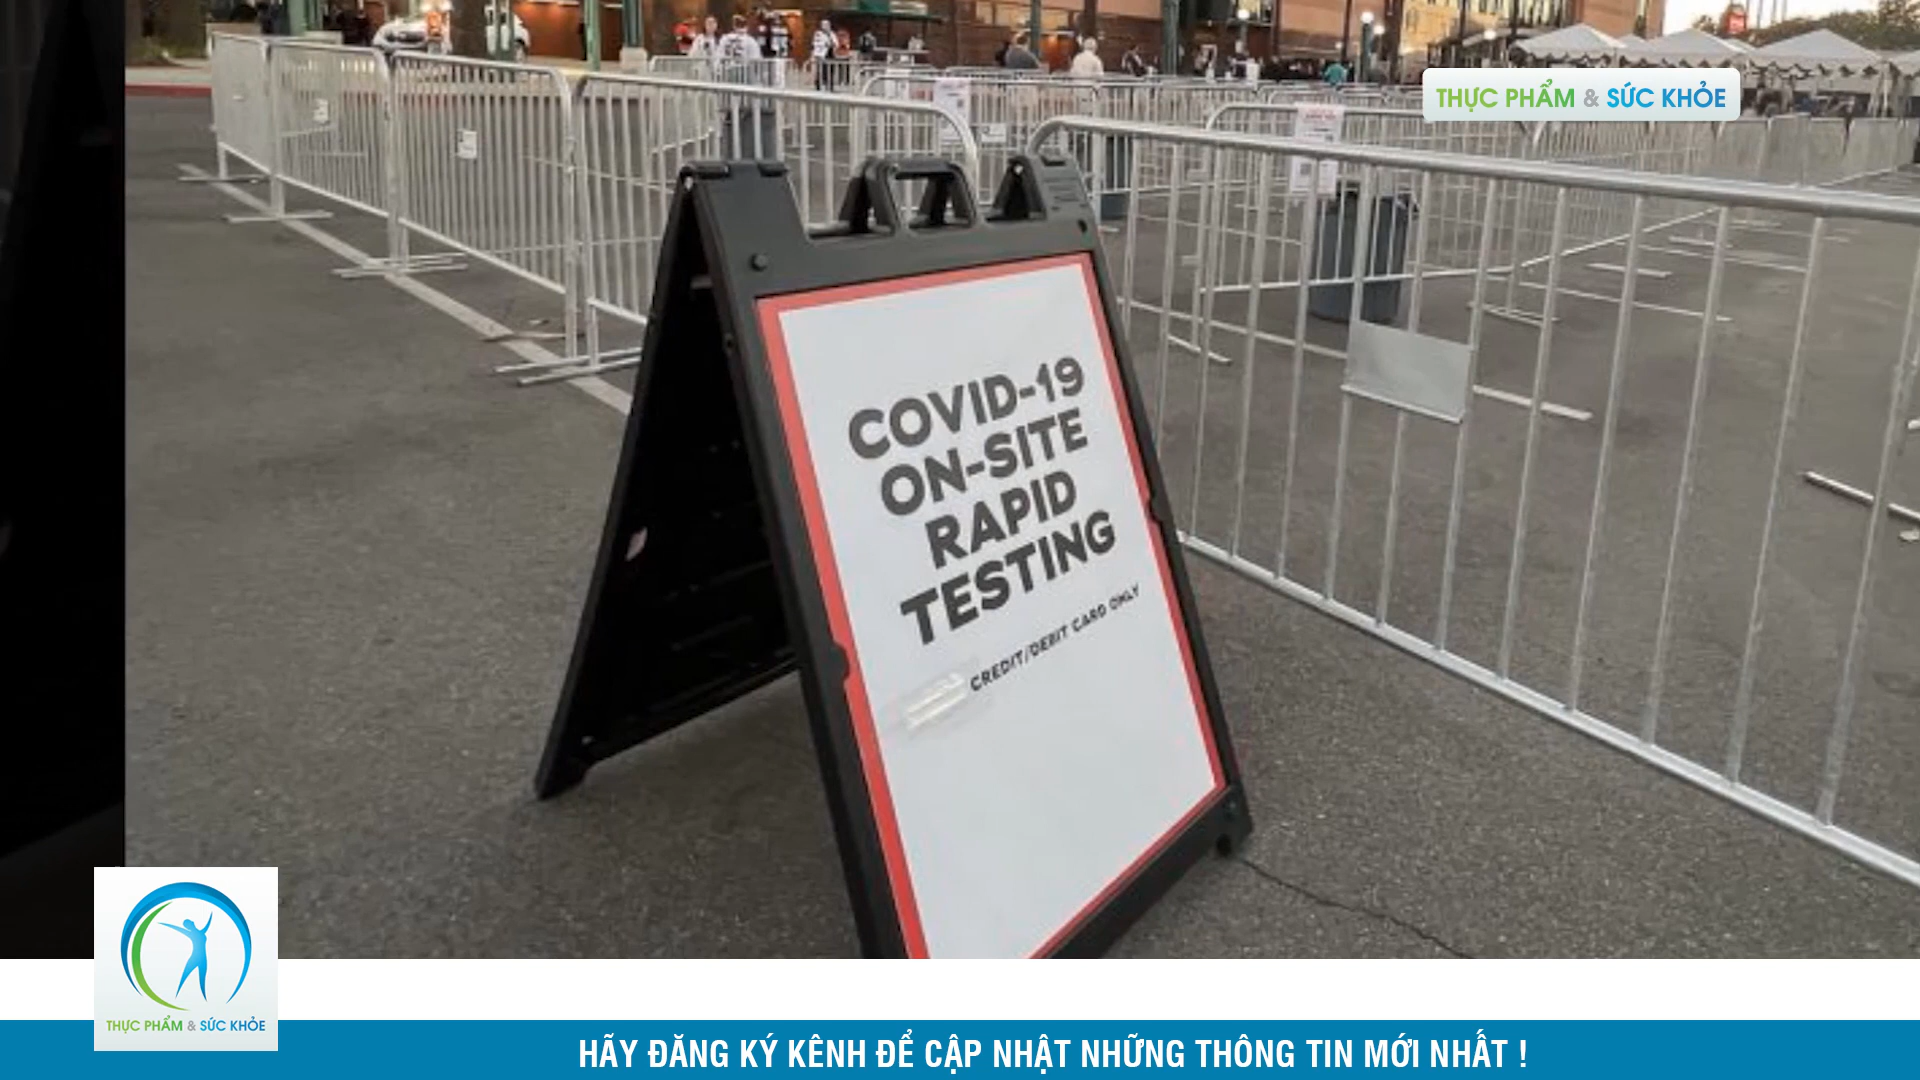 THỰC PHẨM & SỨC KHỎE
COVID-19
ON-SITE
RAPID
TESTING
CREDIT/DEBIT CARD ONLY
THỰC PHẨM & SỨC KHỎE
HÃY ĐĂNG KÝ KÊNH ĐỂ CẬP NHẬT NHỮNG THÔNG TIN MỚI NHẤT !